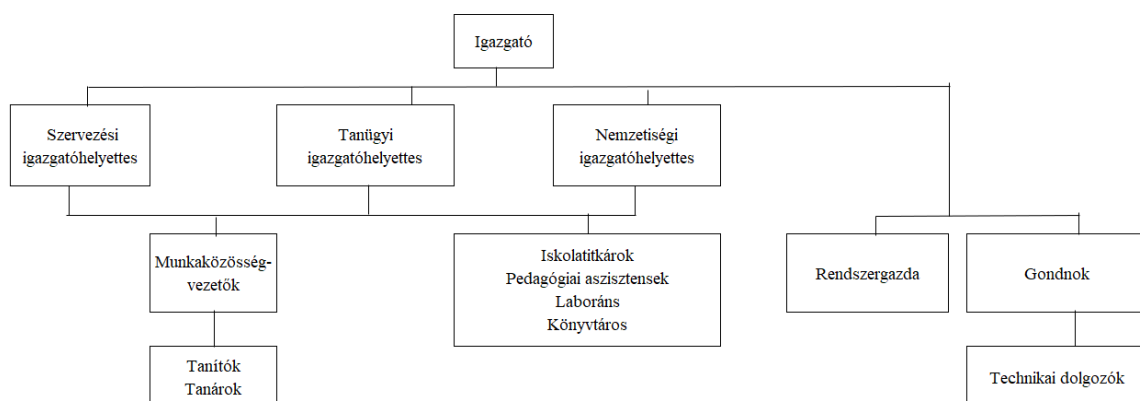 Igazgató
Szervezési
igazgatóhelyettes
Tanügyi
igazgatóhelyettes
Nemzetiségi
igazgatóhelyettes
Munkaközösség-
vezetők
Iskolatitkárok
Pedagógiai aszisztensek
Laboráns
Könyvtáros
Rendszergazda
Gondnok
Tanítók
Tanárok
Technikai dolgozók